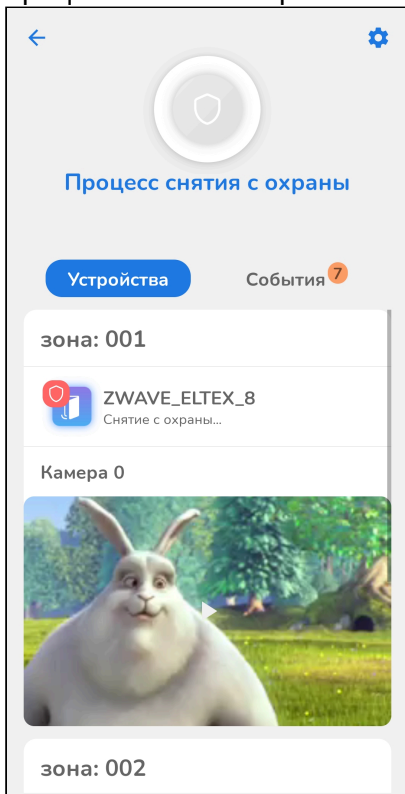 Процесс снятия с охраны
Устройства
События 7
зона: 001
ZWAVE_ELTEX_8
Снятие с охраны...
Камера 0
зона: 002